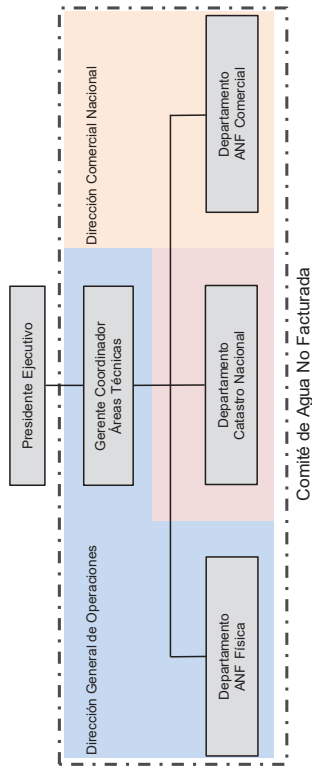 Presidente Ejecutivo
Dirección General de Operaciones
Gerente Coordinador
Áreas Técnicas
Dirección Comercial Nacional
Departamento
ANF Física
Departamento
Catastro Nacional
Departamento
ANF Comercial
Comité de Agua No Facturada